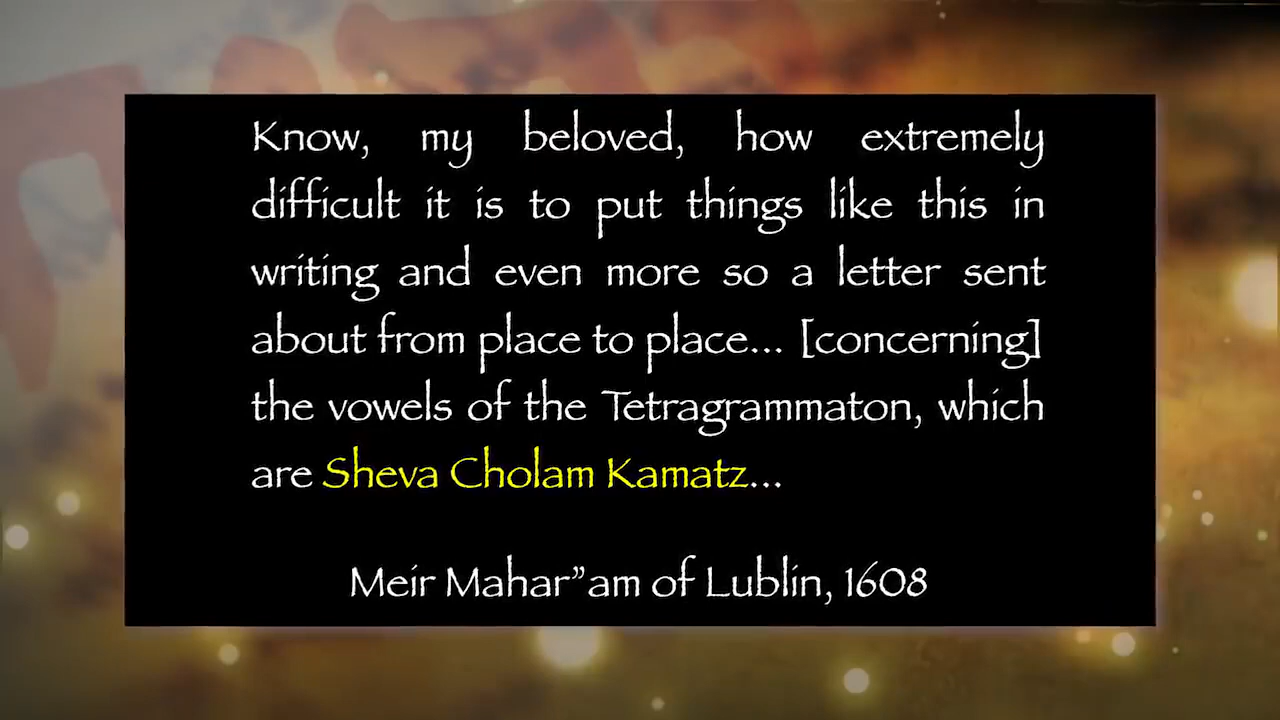 Know, my beloved, how extremely
difficult it is to put things like this in
writing and even more so a letter sent
about from place to place... [concerning]
the vowels of the Tetragrammaton, which
are Sheva Cholam Kamatz...
Meir Mahar”am of Lublin, 1608